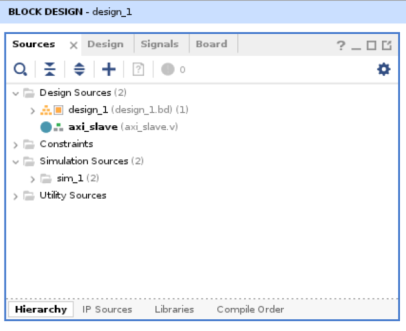 BLOCK DESIGN - design_1
Sources × Design Signals Board ? _
0
Design Sources (2)
design_1 (design_1.bd) (1)
axi_slave (axi_slave.v)
Constraints
Simulation Sources (2)
sim_1 (2)
Utility Sources
Hierarchy IP Sources Libraries Compile Order